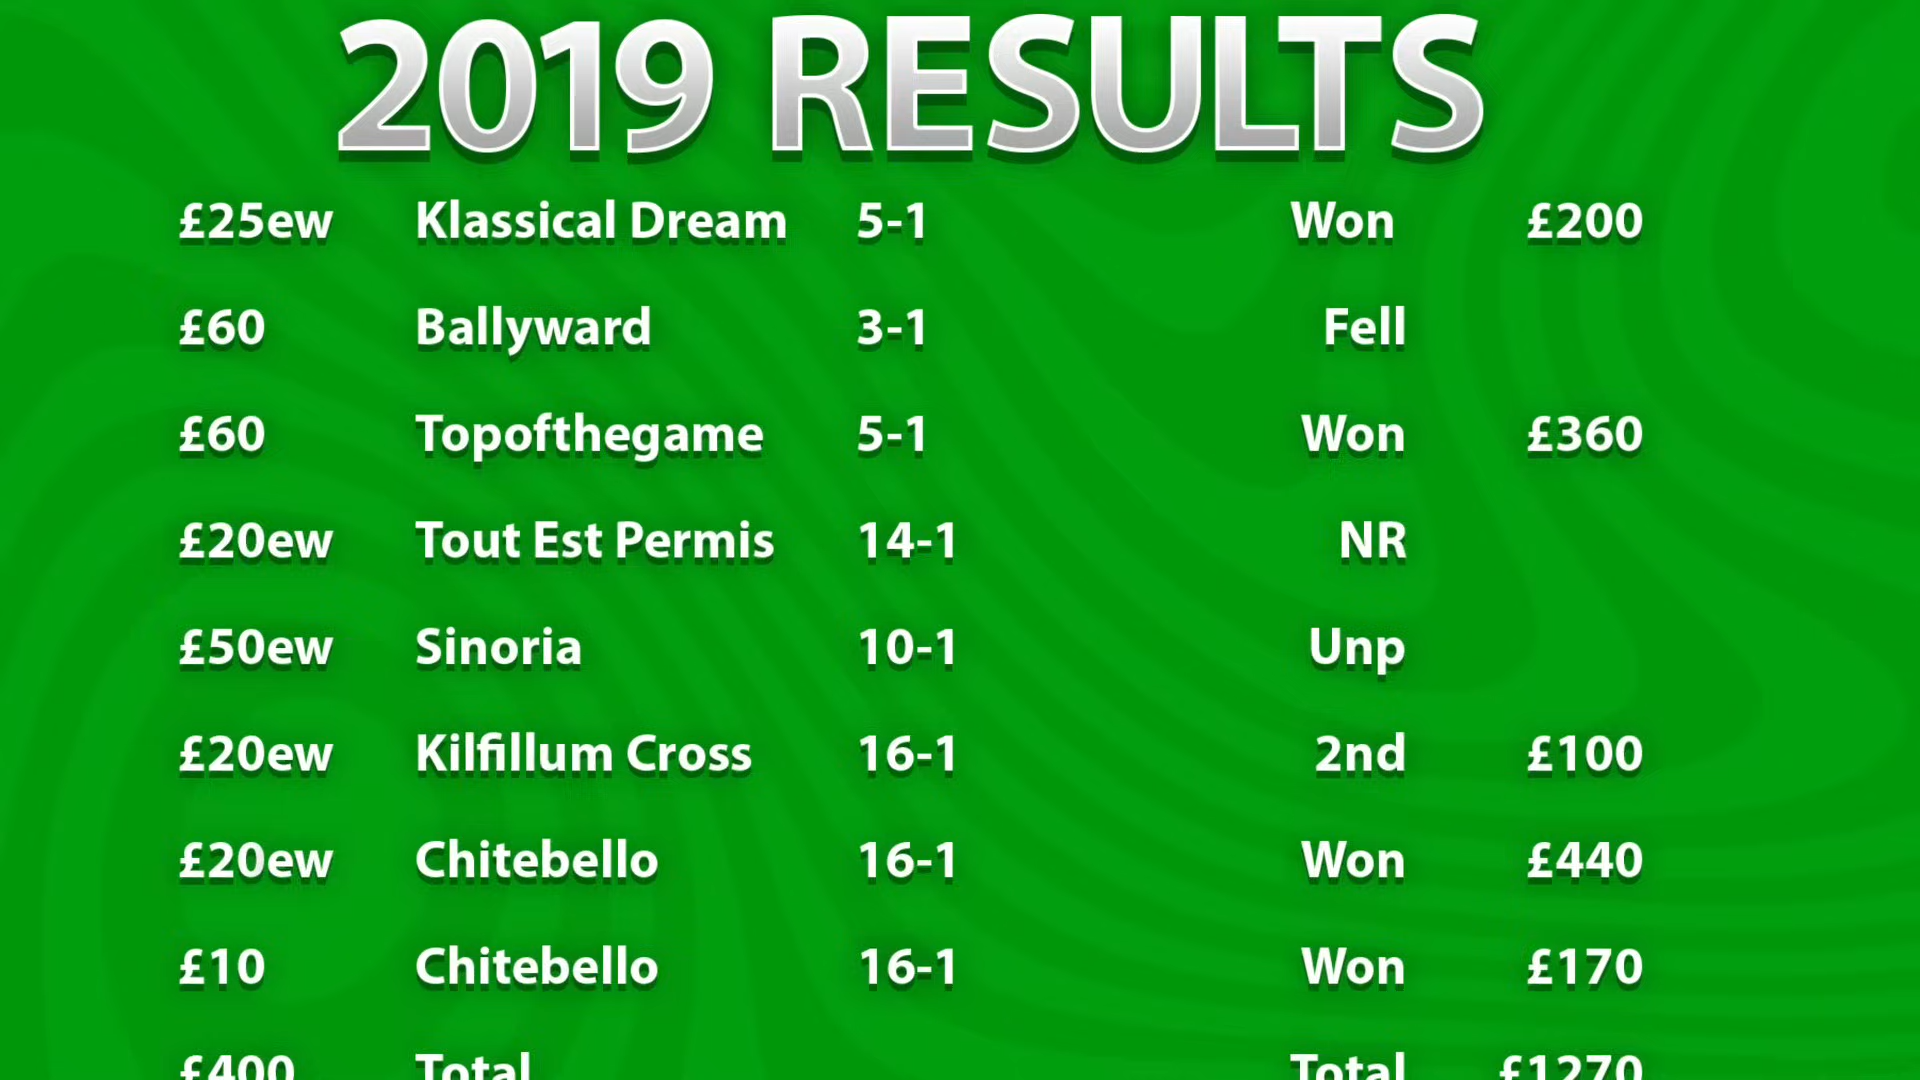 2019 RESULTS
£25ew Klassical Dream 5-1 Won £200
£60 Ballyward 3-1 Fell
£60 Topofthegame 5-1 Won £360
£20ew Tout Est Permis 14-1 NR
£50ew Sinoria 10-1 Unp
£20ew Kilfillum Cross 16-1 2nd £100
£20ew Chitebello 16-1 Won £440
£10 Chitebello 16-1 Won £170
£400 Total Total £1270